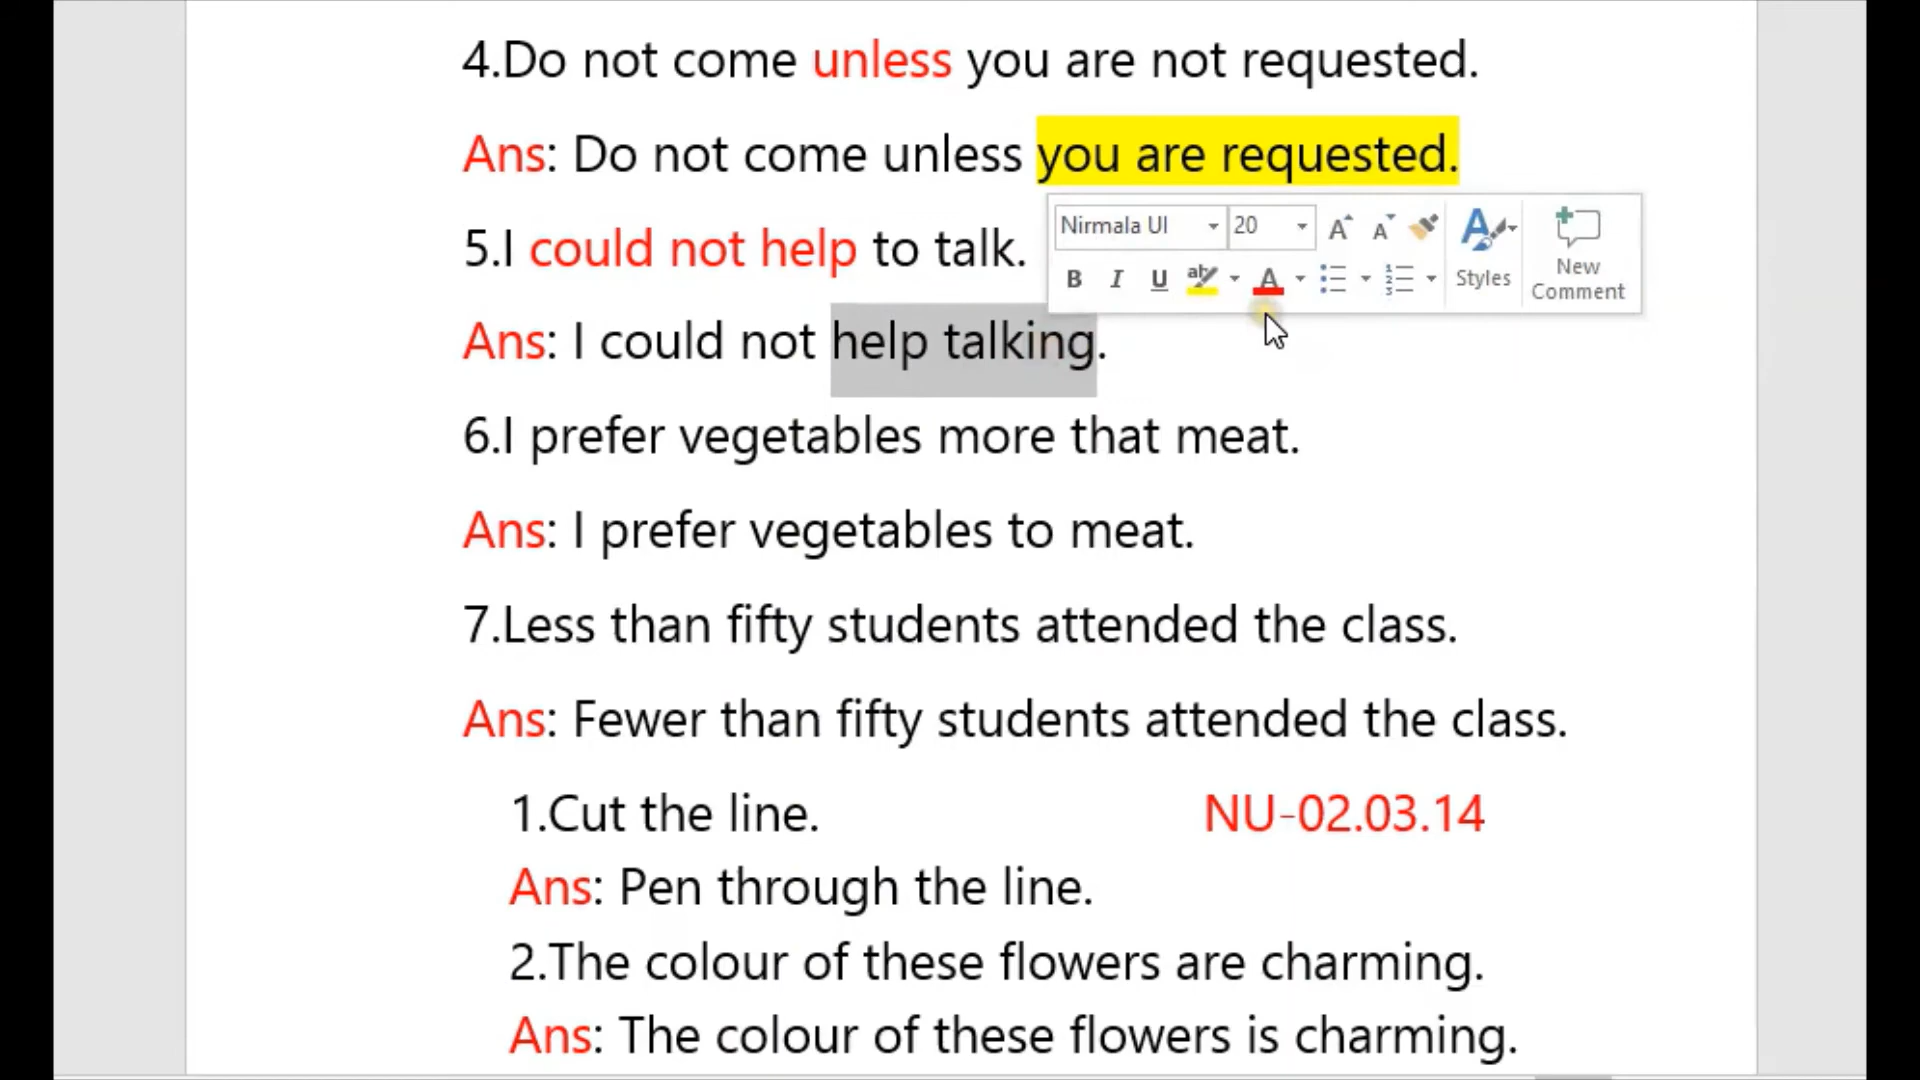 4.Do not come unless you are not requested.
Ans: Do not come unless you are requested.
Nirmala UI 20
5.I could not help to talk.
B I U Styles New Comment
Ans: I could not help talking.
6.I prefer vegetables more that meat.
Ans: I prefer vegetables to meat.
7.Less than fifty students attended the class.
Ans: Fewer than fifty students attended the class.
1.Cut the line. NU-02.03.14
Ans: Pen through the line.
2.The colour of these flowers are charming.
Ans: The colour of these flowers is charming.